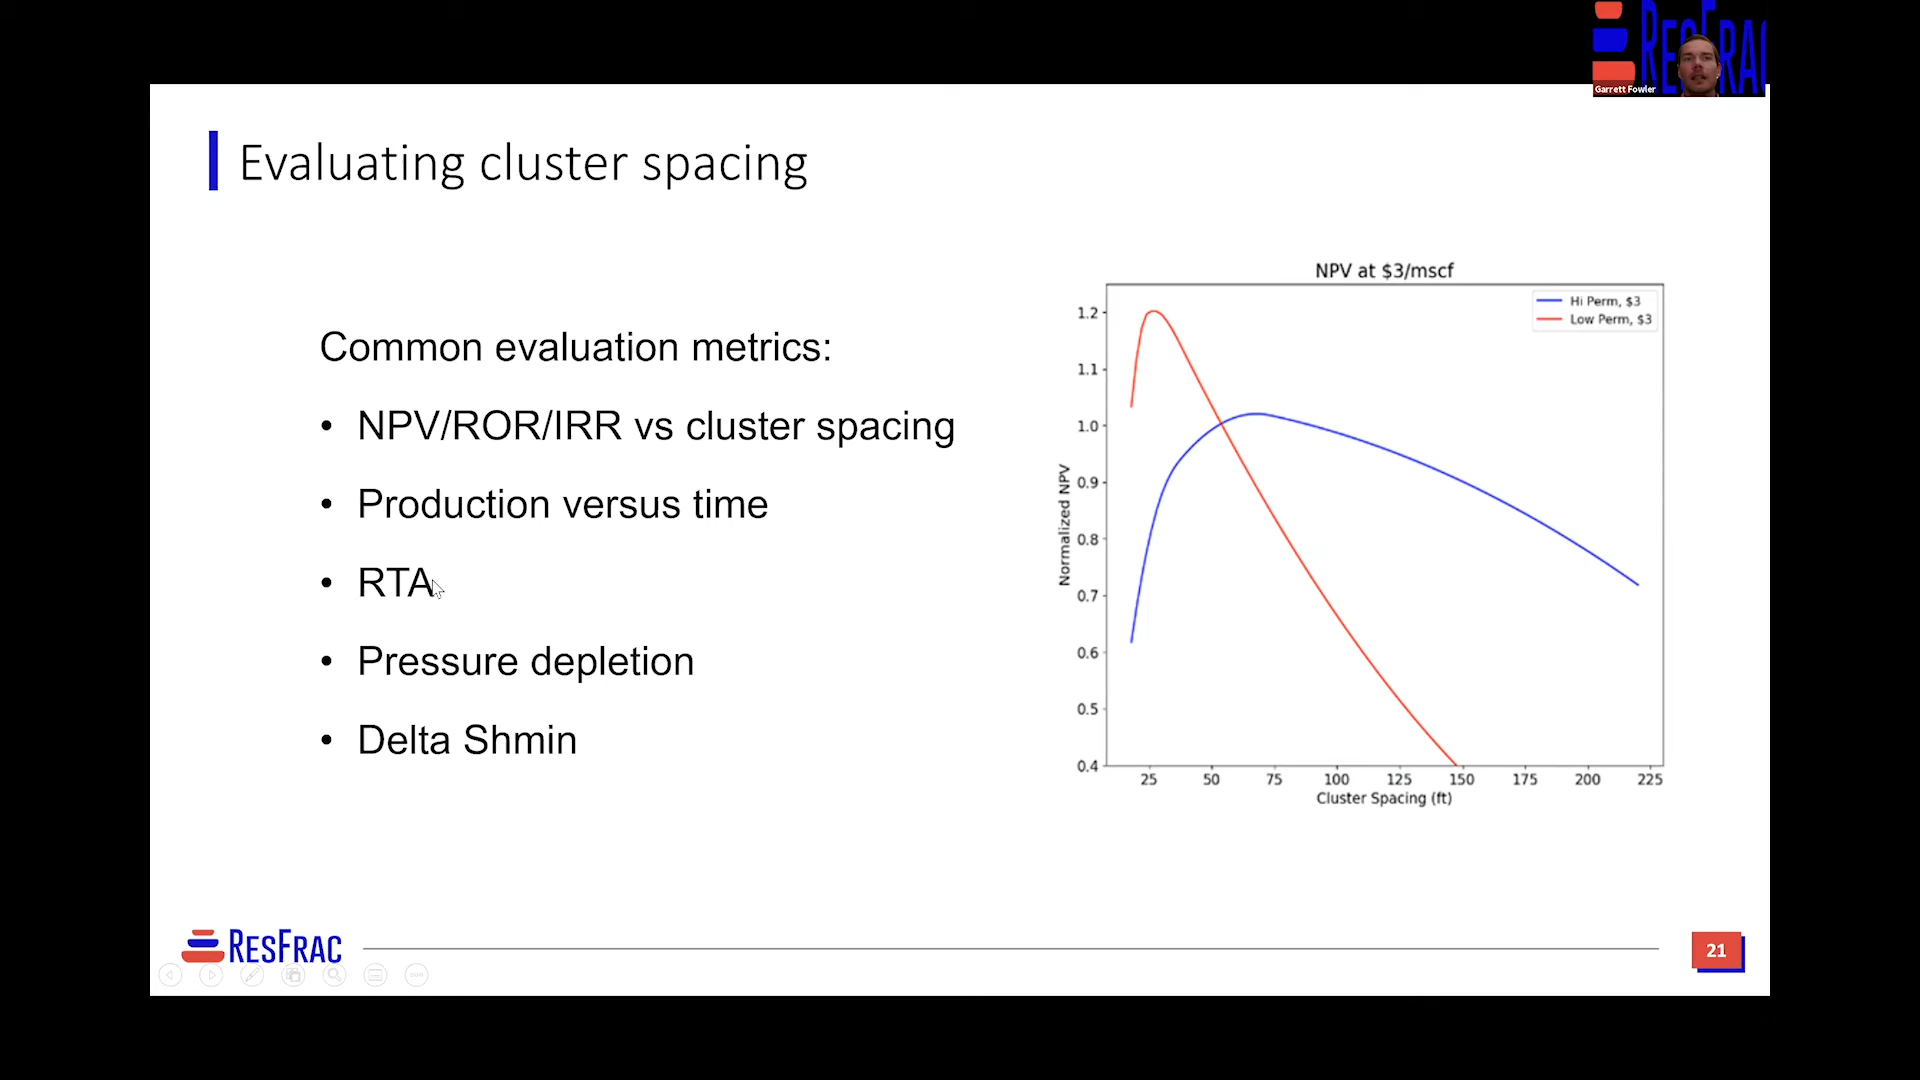 RESFRAC
Garrett Fowler
Evaluating cluster spacing
Common evaluation metrics:
• NPV/ROR/IRR vs cluster spacing
• Production versus time
• RTA
• Pressure depletion
• Delta Shmin
NPV at $3/mscf
Hi Perm, $3
Low Perm, $3
Normalized NPV
1.2
1.1
1.0
0.9
0.8
0.7
0.6
0.5
0.4
25 50 75 100 125 150 175 200 225
Cluster Spacing (ft)
RESFRAC
21